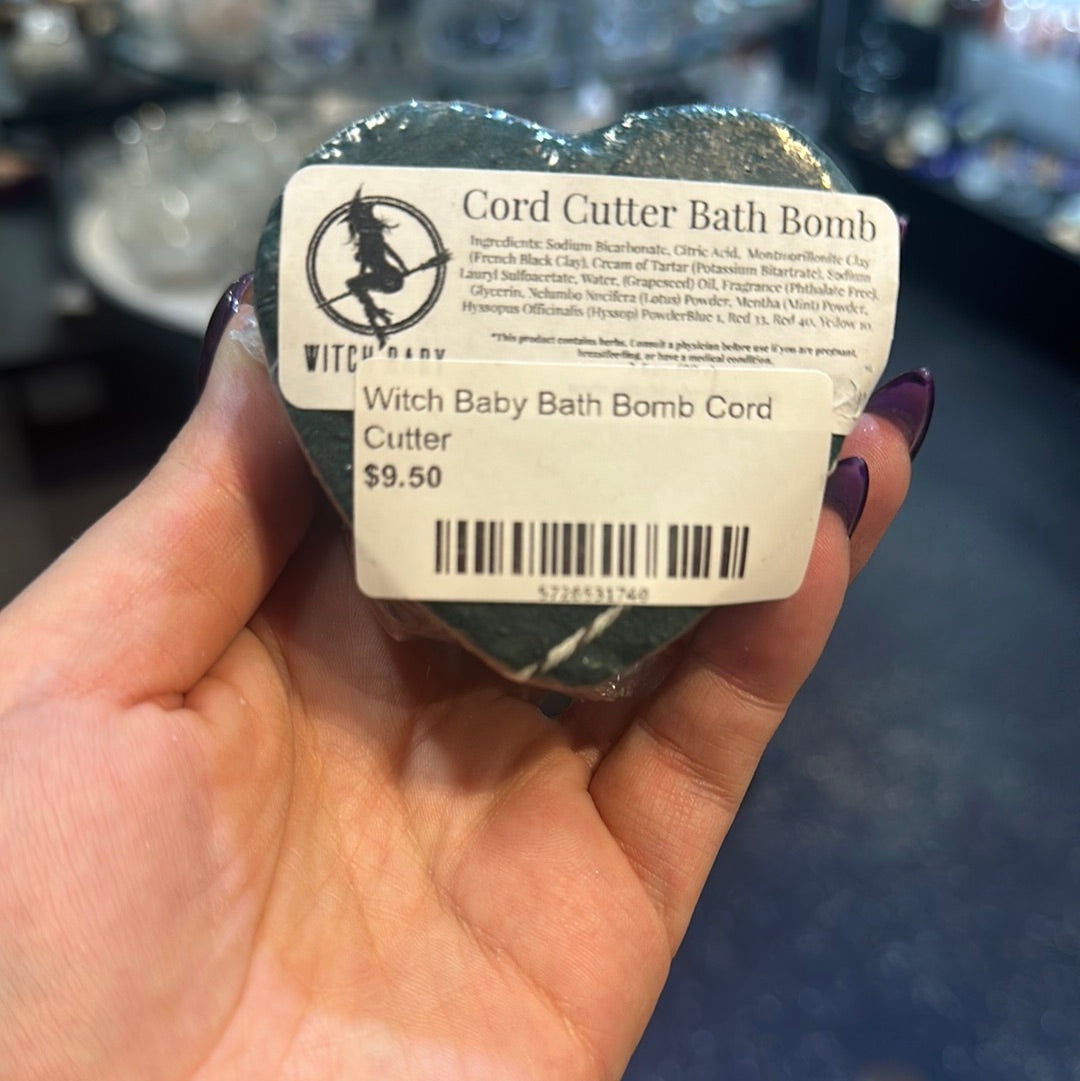 Cord Cutter Bath Bomb
Ingredients: Sodium Bicarbonate, Citric Acid, Montmorillonite Clay
(French Black Clay), Cream of Tartar (Potassium Bitartrate), Sodium
Lauryl Sulfoacetate, Water, (Grapeseed) Oil, Fragrance (Phthalate Free),
Glycerin, Nelumbo Nucifera (Lotus) Powder, Mentha (Mint) Powder,
Hyssopus Officinalis (Hyssop) PowderBlue 1, Red 33, Red 40, Yellow 10
*This product contains herbs. Consult a physician before use if you are pregnant,
breastfeeding, or have a medical condition.
WITCH BABY
Witch Baby Bath Bomb Cord
Cutter
$9.50
5726531740